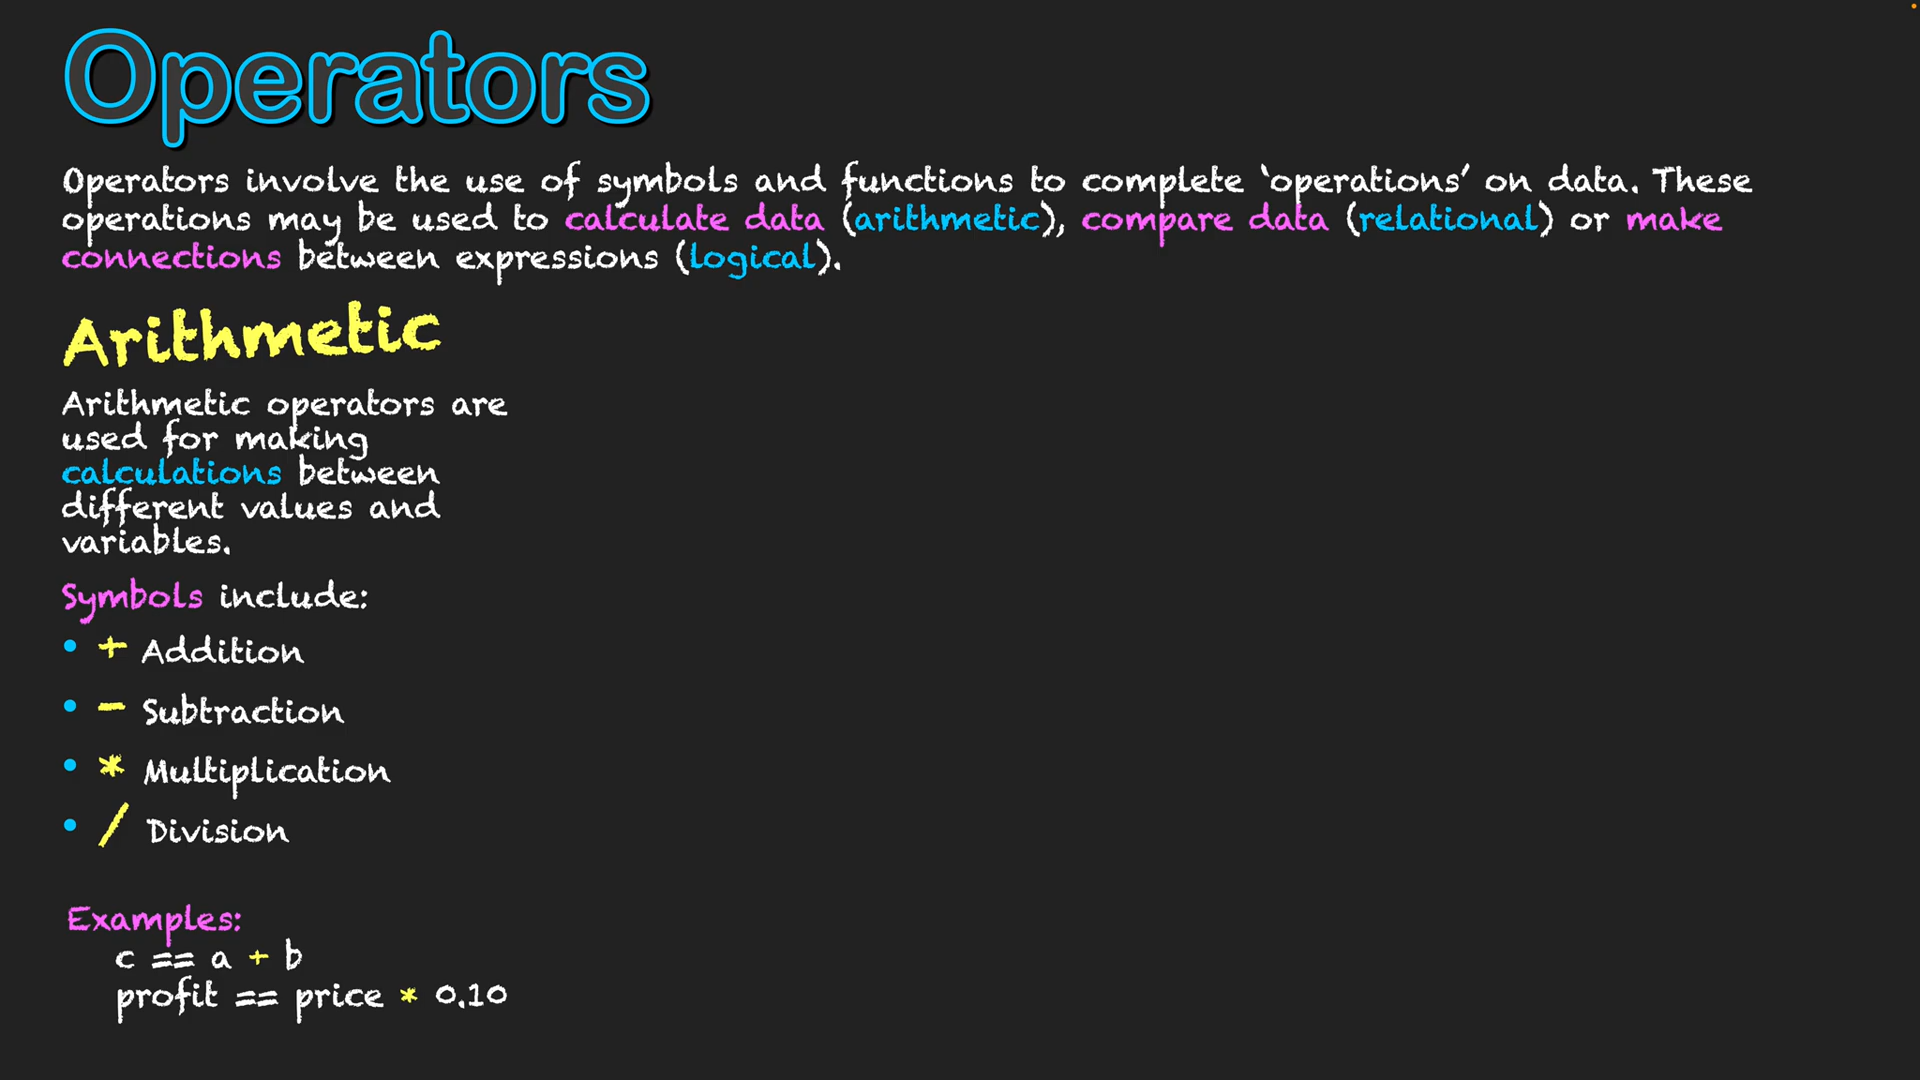 Operators
Operators involve the use of symbols and functions to complete ‘operations’ on data. These
operations may be used to calculate data (arithmetic), compare data (relational) or make
connections between expressions (logical).
Arithmetic
Arithmetic operators are
used for making
calculations between
different values and
variables.
Symbols include:
• + Addition
• - Subtraction
• * Multiplication
• / Division
Examples:
c == a + b
profit == price * 0.10